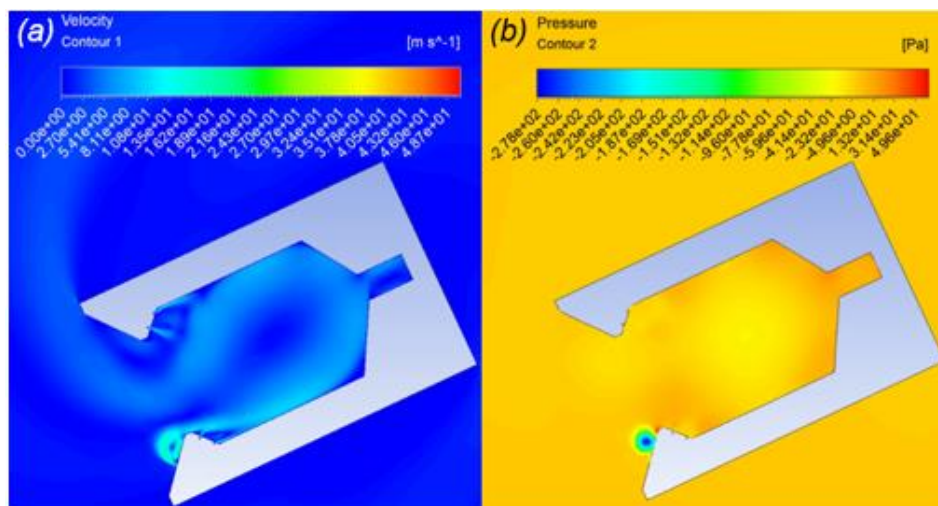 (a) Velocity
Contour 1
[m s^-1]
0.00e+00
2.70e+00
5.41e+00
8.11e+00
1.08e+01
1.35e+01
1.62e+01
1.89e+01
2.16e+01
2.43e+01
2.70e+01
2.97e+01
3.24e+01
3.51e+01
3.78e+01
4.05e+01
4.32e+01
4.60e+01
4.87e+01
(b) Pressure
Contour 2
[Pa]
-2.78e+02
-2.60e+02
-2.42e+02
-2.23e+02
-2.05e+02
-1.87e+02
-1.69e+02
-1.51e+02
-1.32e+02
-1.14e+02
-9.60e+01
-7.78e+01
-5.96e+01
-4.14e+01
-2.32e+01
-4.96e+00
1.32e+01
3.14e+01
4.96e+01